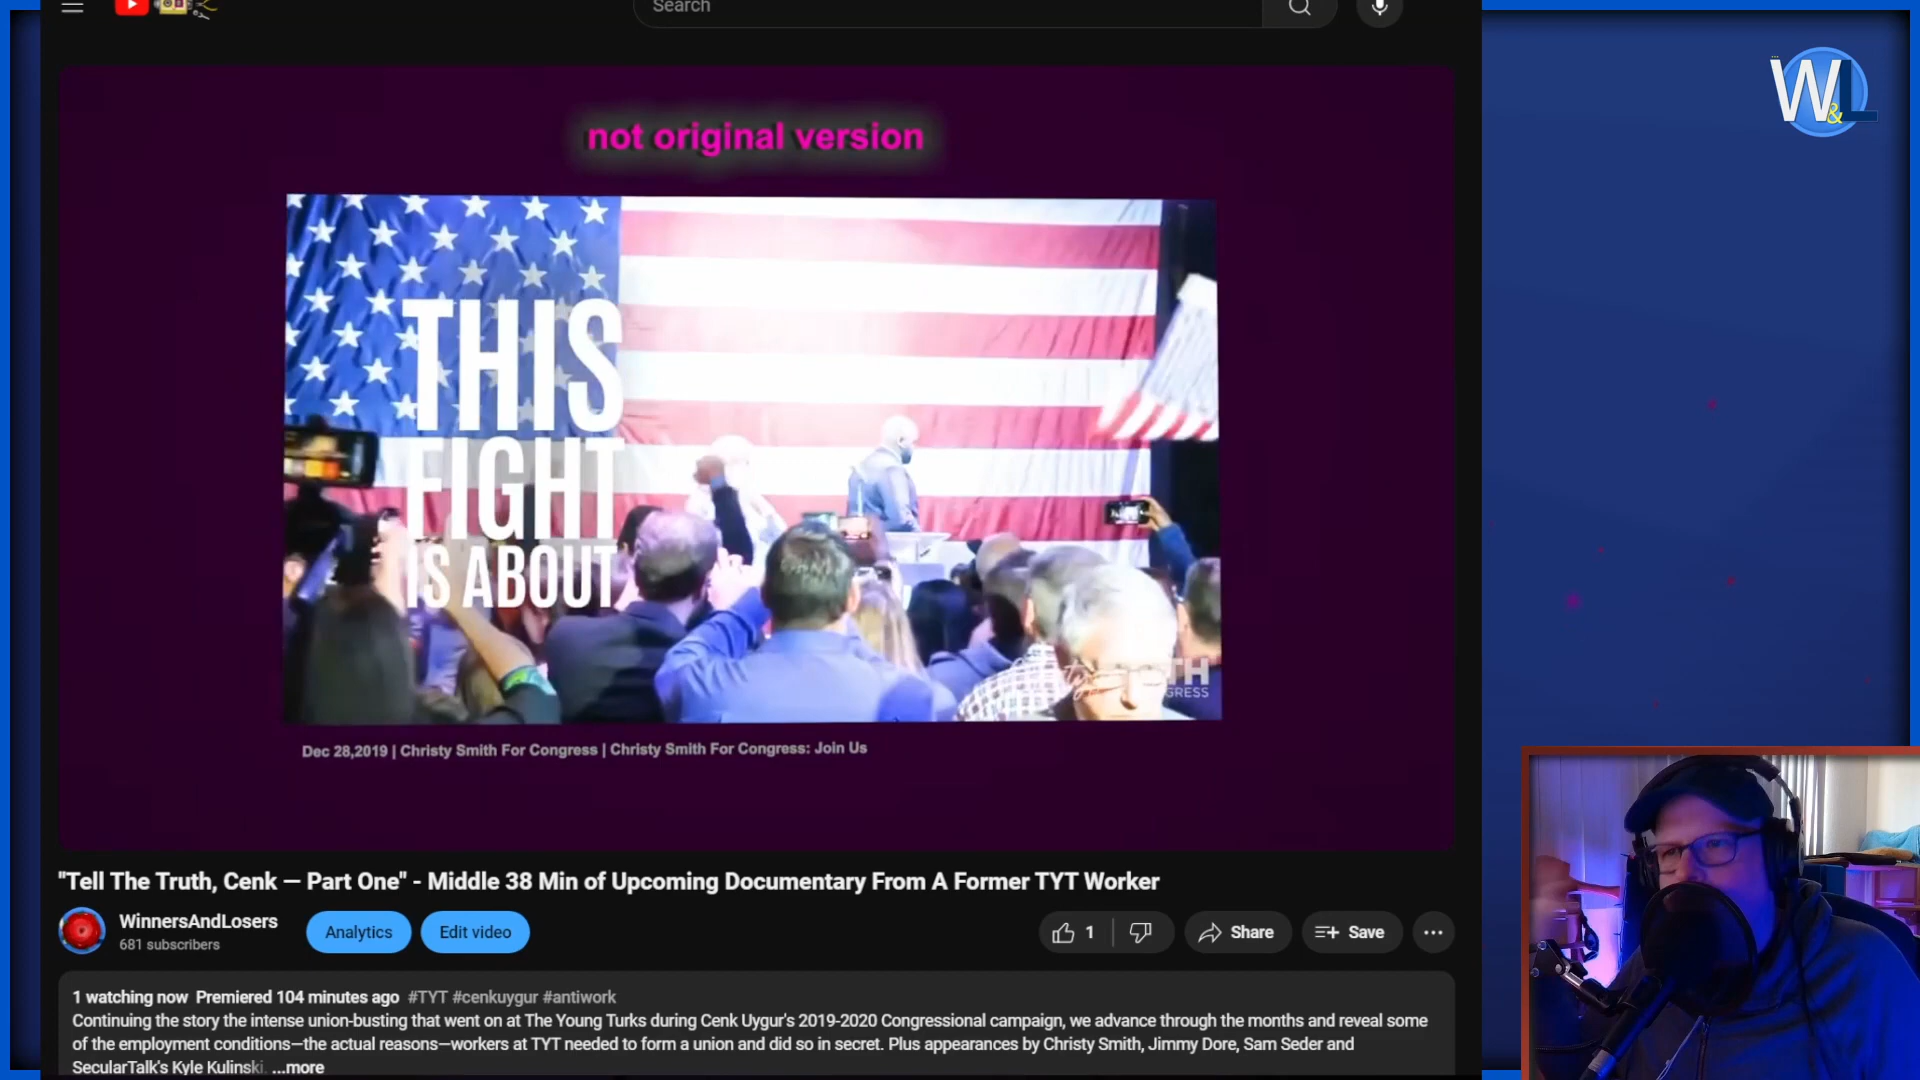 Search
W&L
not original version
THIS
FIGHT
IS ABOUT
Dec 28,2019 | Christy Smith For Congress | Christy Smith For Congress: Join Us
"Tell The Truth, Cenk — Part One" - Middle 38 Min of Upcoming Documentary From A Former TYT Worker
WinnersAndLosers
681 subscribers
Analytics
Edit video
1
Share
Save
1 watching now Premiered 104 minutes ago #TYT #cenkuygur #antiwork
Continuing the story the intense union-busting that went on at The Young Turks during Cenk Uygur's 2019-2020 Congressional campaign, we advance through the months and reveal some
of the employment conditions—the actual reasons—workers at TYT needed to form a union and did so in secret. Plus appearances by Christy Smith, Jimmy Dore, Sam Seder and
SecularTalk's Kyle Kulinski. ...more